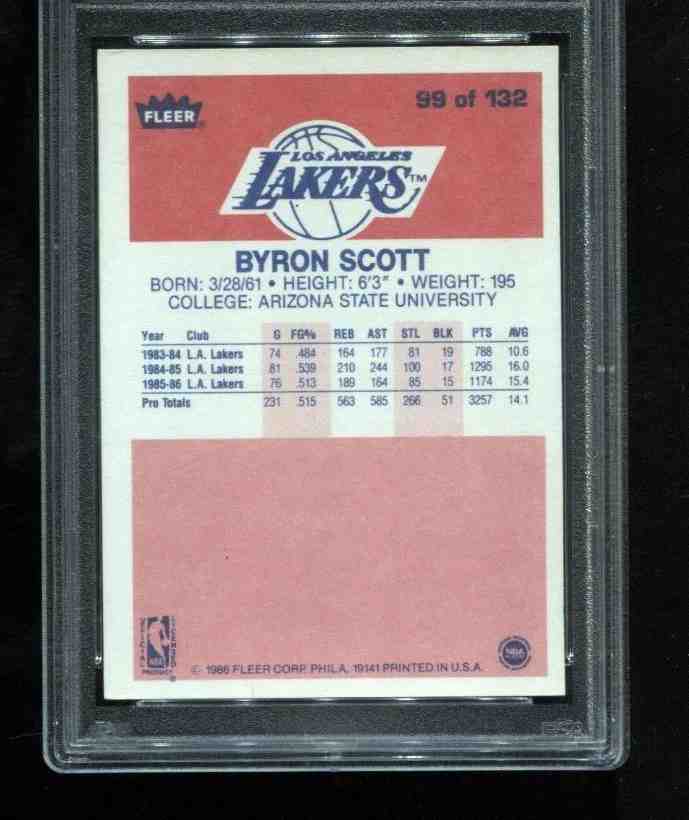 99 of 132
FLEER
LOS ANGELES
LAKERS™
BYRON SCOTT
BORN: 3/28/61 • HEIGHT: 6'3" • WEIGHT: 195
COLLEGE: ARIZONA STATE UNIVERSITY
Year Club G FG% REB AST STL BLK PTS AVG
1983-84 L.A. Lakers 74 .484 164 177 81 19 788 10.6
1984-85 L.A. Lakers 81 .539 210 244 100 17 1295 16.0
1985-86 L.A. Lakers 76 .513 189 164 85 15 1174 15.4
Pro Totals 231 .515 563 585 266 51 3257 14.1
OFFICIAL LICENSED
NBA
PRODUCT
NBA
© 1986 FLEER CORP. PHILA., 19141 PRINTED IN U.S.A.